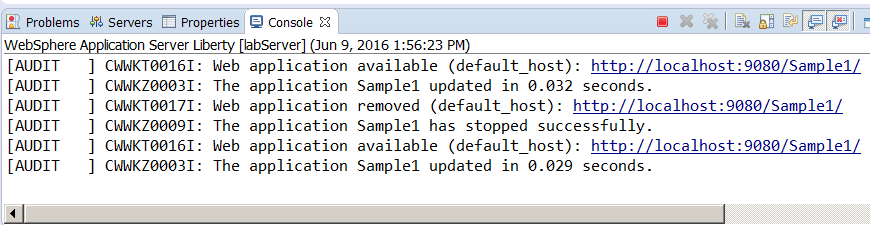 Problems Servers Properties Console
WebSphere Application Server Liberty [labServer] (Jun 9, 2016 1:56:23 PM)
[AUDIT   ] CWWKT0016I: Web application available (default_host): http://localhost:9080/Sample1/
[AUDIT   ] CWWKZ0003I: The application Sample1 updated in 0.032 seconds.
[AUDIT   ] CWWKT0017I: Web application removed (default_host): http://localhost:9080/Sample1/
[AUDIT   ] CWWKZ0009I: The application Sample1 has stopped successfully.
[AUDIT   ] CWWKT0016I: Web application available (default_host): http://localhost:9080/Sample1/
[AUDIT   ] CWWKZ0003I: The application Sample1 updated in 0.029 seconds.